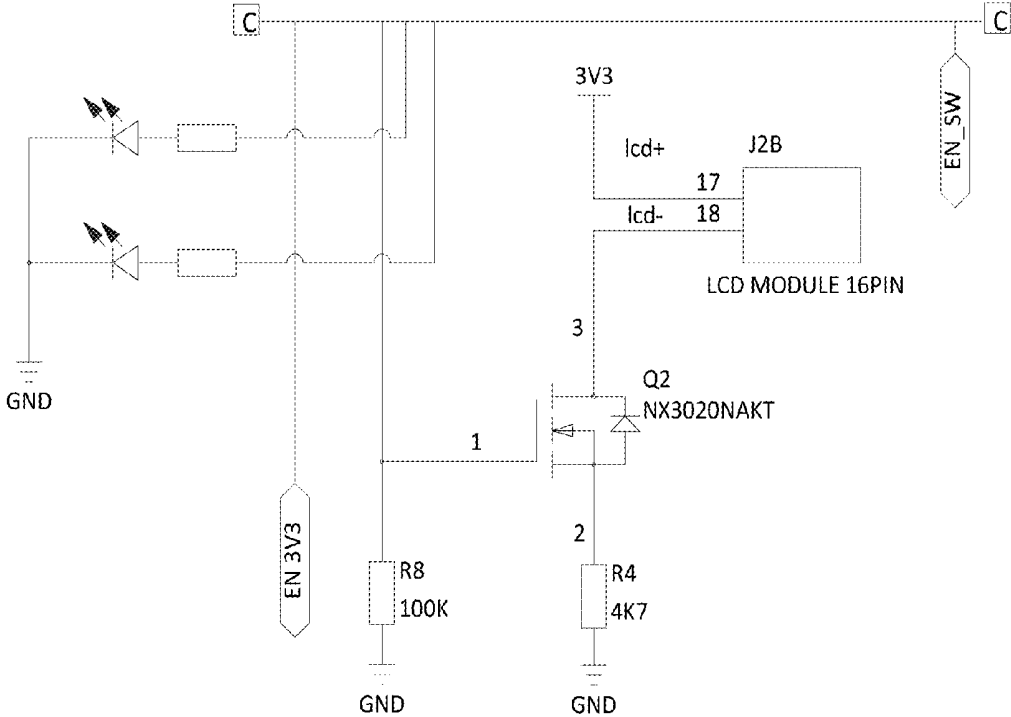 C
C
3V3
EN_SW
lcd+
J2B
17
lcd-
18
LCD MODULE 16PIN
3
GND
Q2
NX3020NAKT
1
2
EN 3V3
R8
100K
R4
4K7
GND
GND